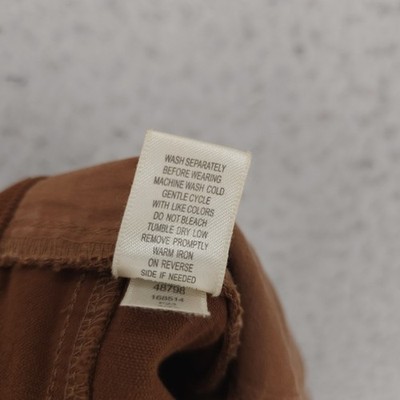 WASH SEPARATELY
BEFORE WEARING
MACHINE WASH COLD
GENTLE CYCLE
WITH LIKE COLORS
DO NOT BLEACH
TUMBLE DRY LOW
REMOVE PROMPTLY
WARM IRON
ON REVERSE
SIDE IF NEEDED
48796
168514